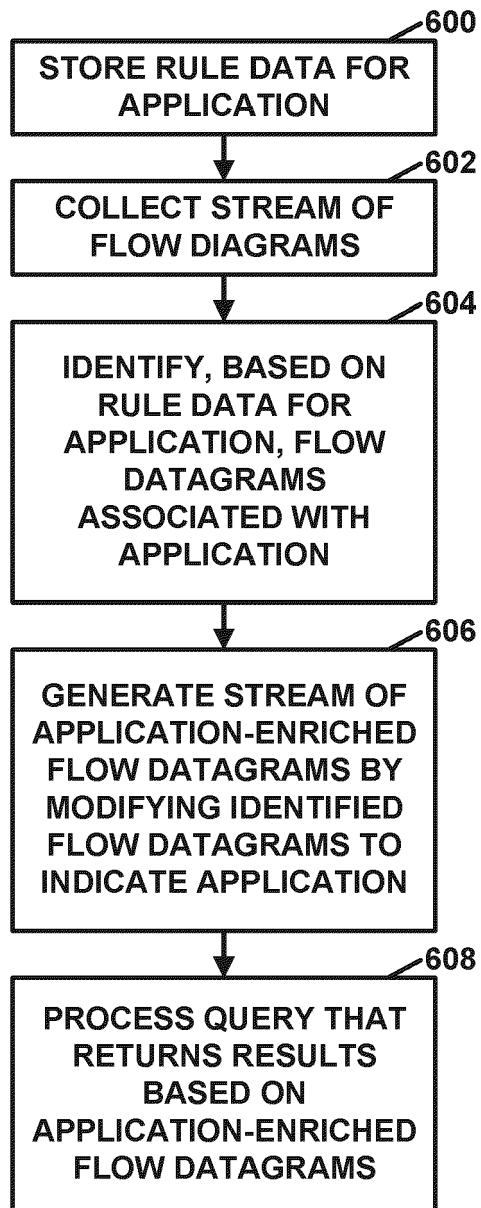 600
STORE RULE DATA FOR
APPLICATION
602
COLLECT STREAM OF
FLOW DIAGRAMS
604
IDENTIFY, BASED ON
RULE DATA FOR
APPLICATION, FLOW
DATAGRAMS
ASSOCIATED WITH
APPLICATION
606
GENERATE STREAM OF
APPLICATION-ENRICHED
FLOW DATAGRAMS BY
MODIFYING IDENTIFIED
FLOW DATAGRAMS TO
INDICATE APPLICATION
608
PROCESS QUERY THAT
RETURNS RESULTS
BASED ON
APPLICATION-ENRICHED
FLOW DATAGRAMS